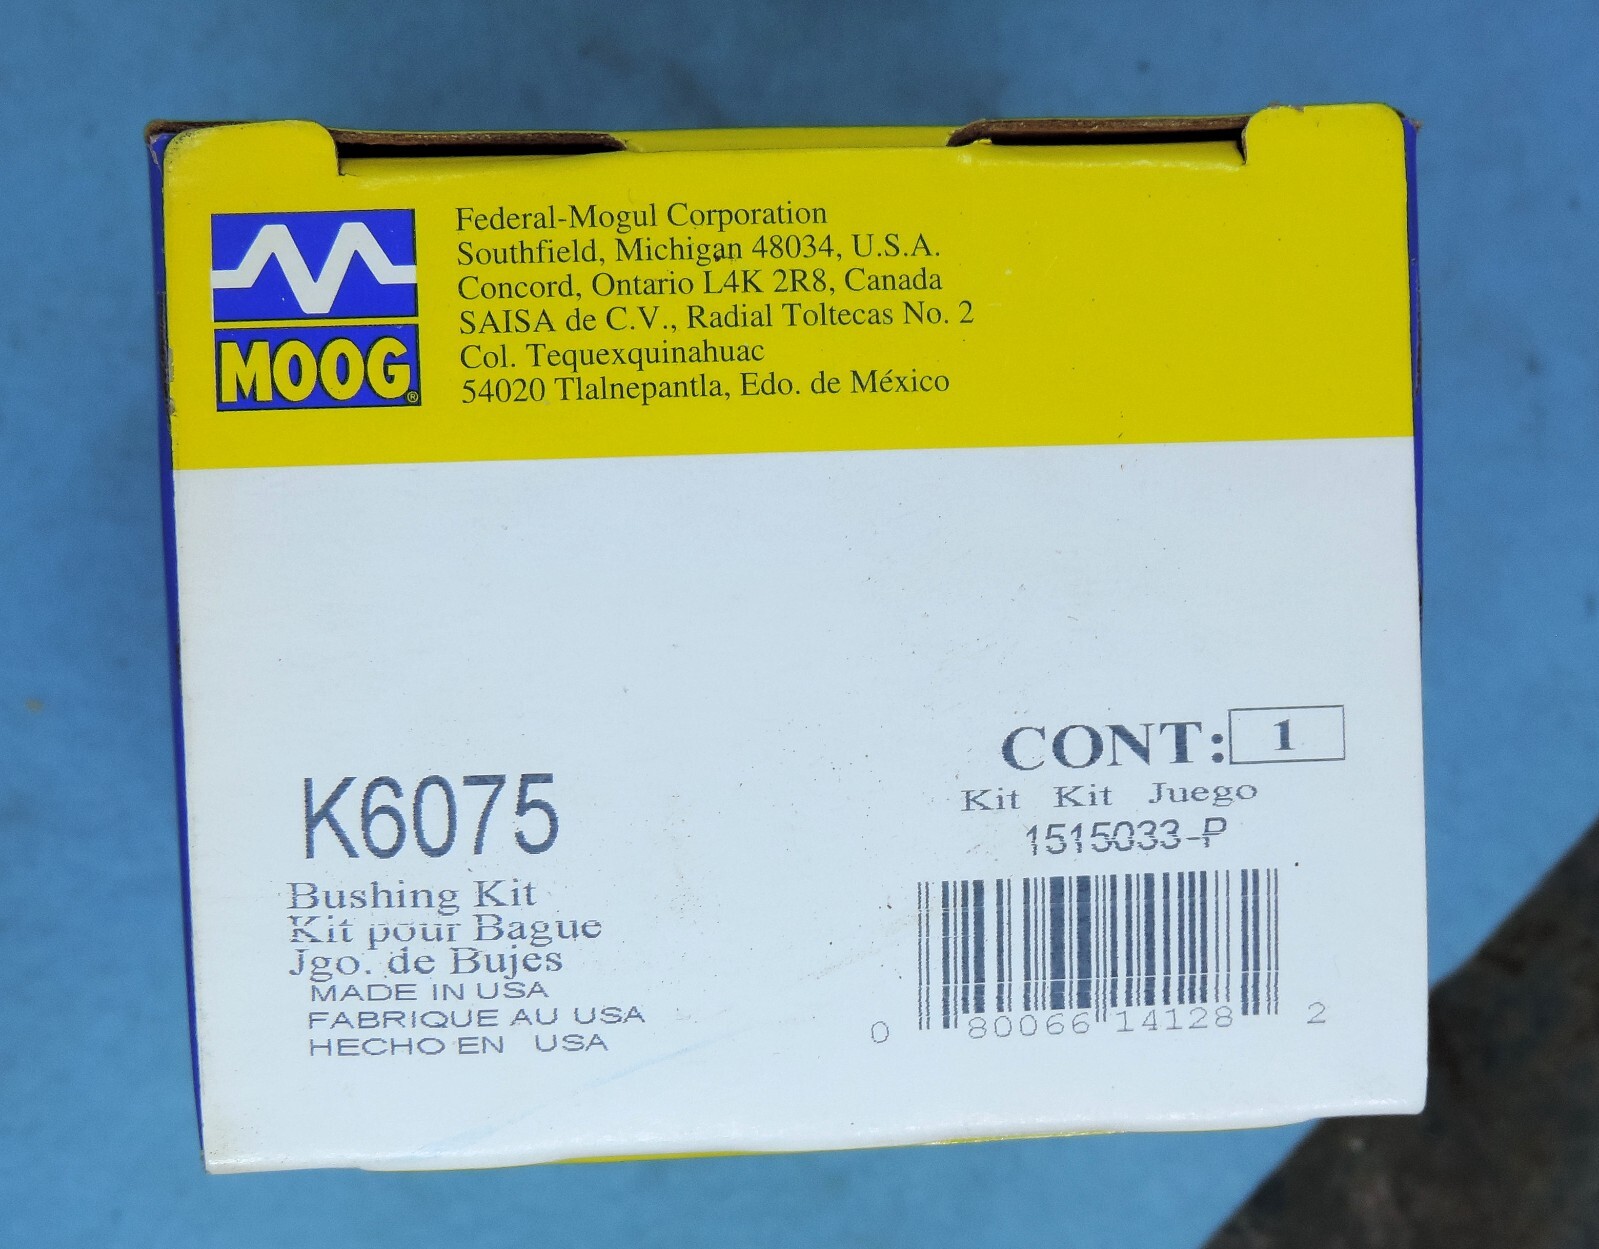 MOOG®
Federal-Mogul Corporation
Southfield, Michigan 48034, U.S.A.
Concord, Ontario L4K 2R8, Canada
SAISA de C.V., Radial Toltecas No. 2
Col. Tequexquinahuac
54020 Tlalnepantla, Edo. de México
CONT: 1
Kit Kit Juego
1515033-P
K6075
Bushing Kit
Kit pour Bague
Jgo. de Bujes
MADE IN USA
FABRIQUE AU USA
HECHO EN USA
0 80066 14128 2